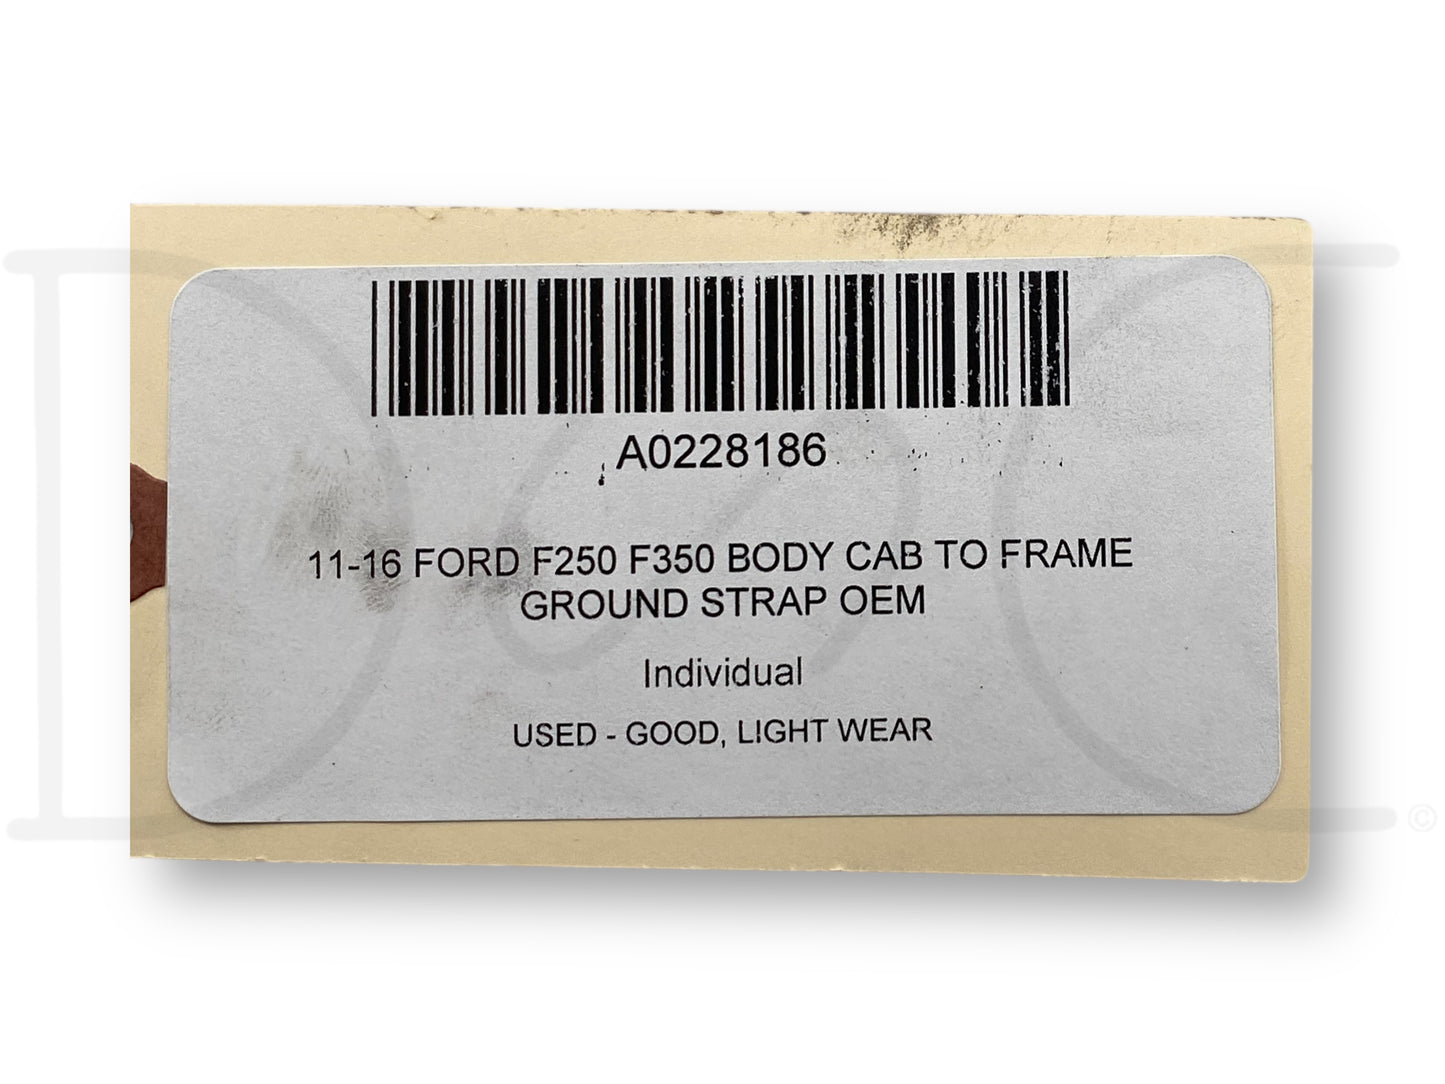 A0228186
11-16 FORD F250 F350 BODY CAB TO FRAME
GROUND STRAP OEM
Individual
USED - GOOD, LIGHT WEAR
©